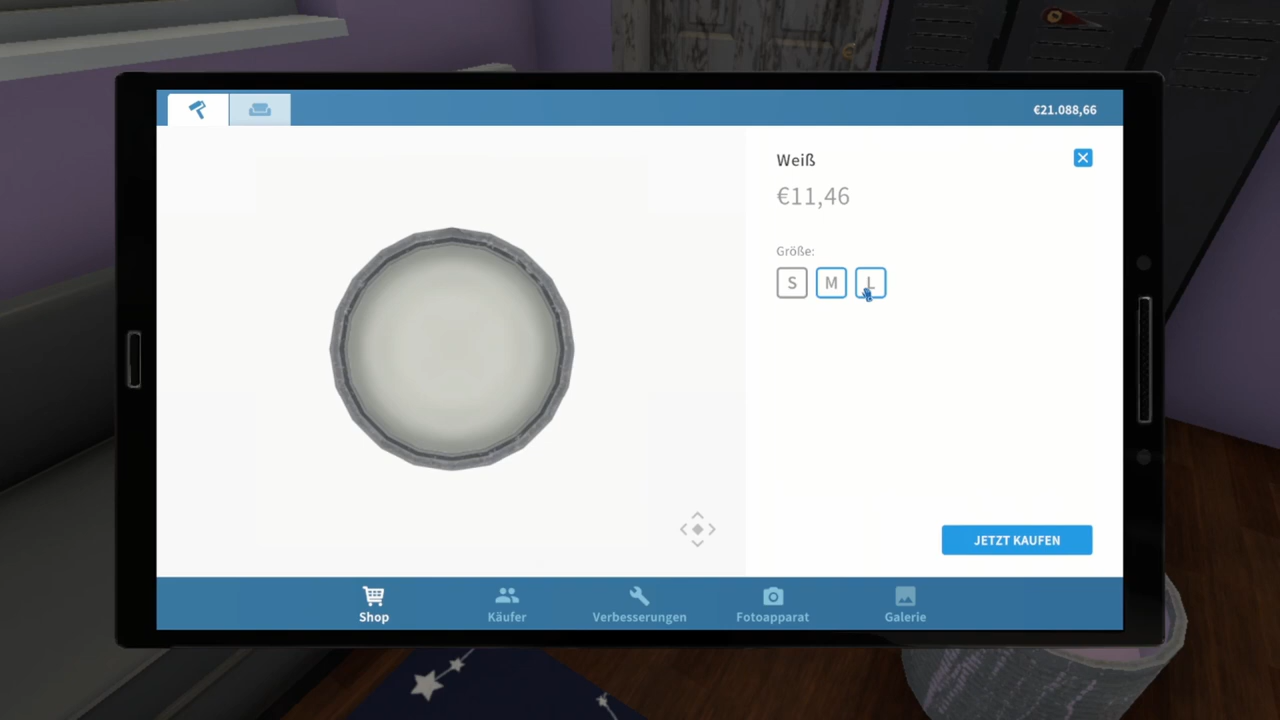 €21.088,66
Weiß
€11,46
Größe:
S M L
JETZT KAUFEN
Shop Käufer Verbesserungen Fotoapparat Galerie